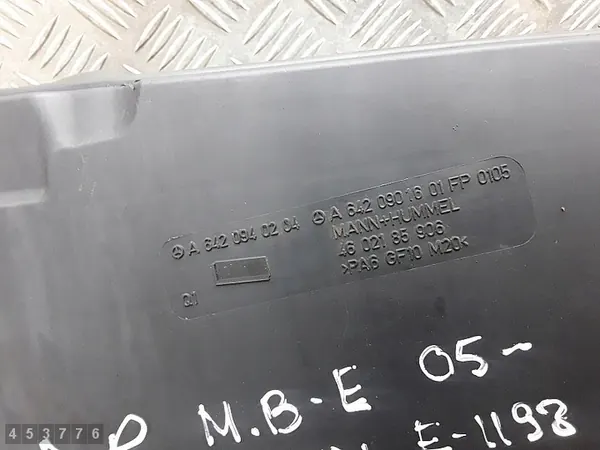 A 642 094 02 04 A 642 090 16 01 FP 0105
MANN+HUMMEL
46 021 85 906
>PA6 GF10 M20<
Q1
M.B-E 05-
E-1198
453776